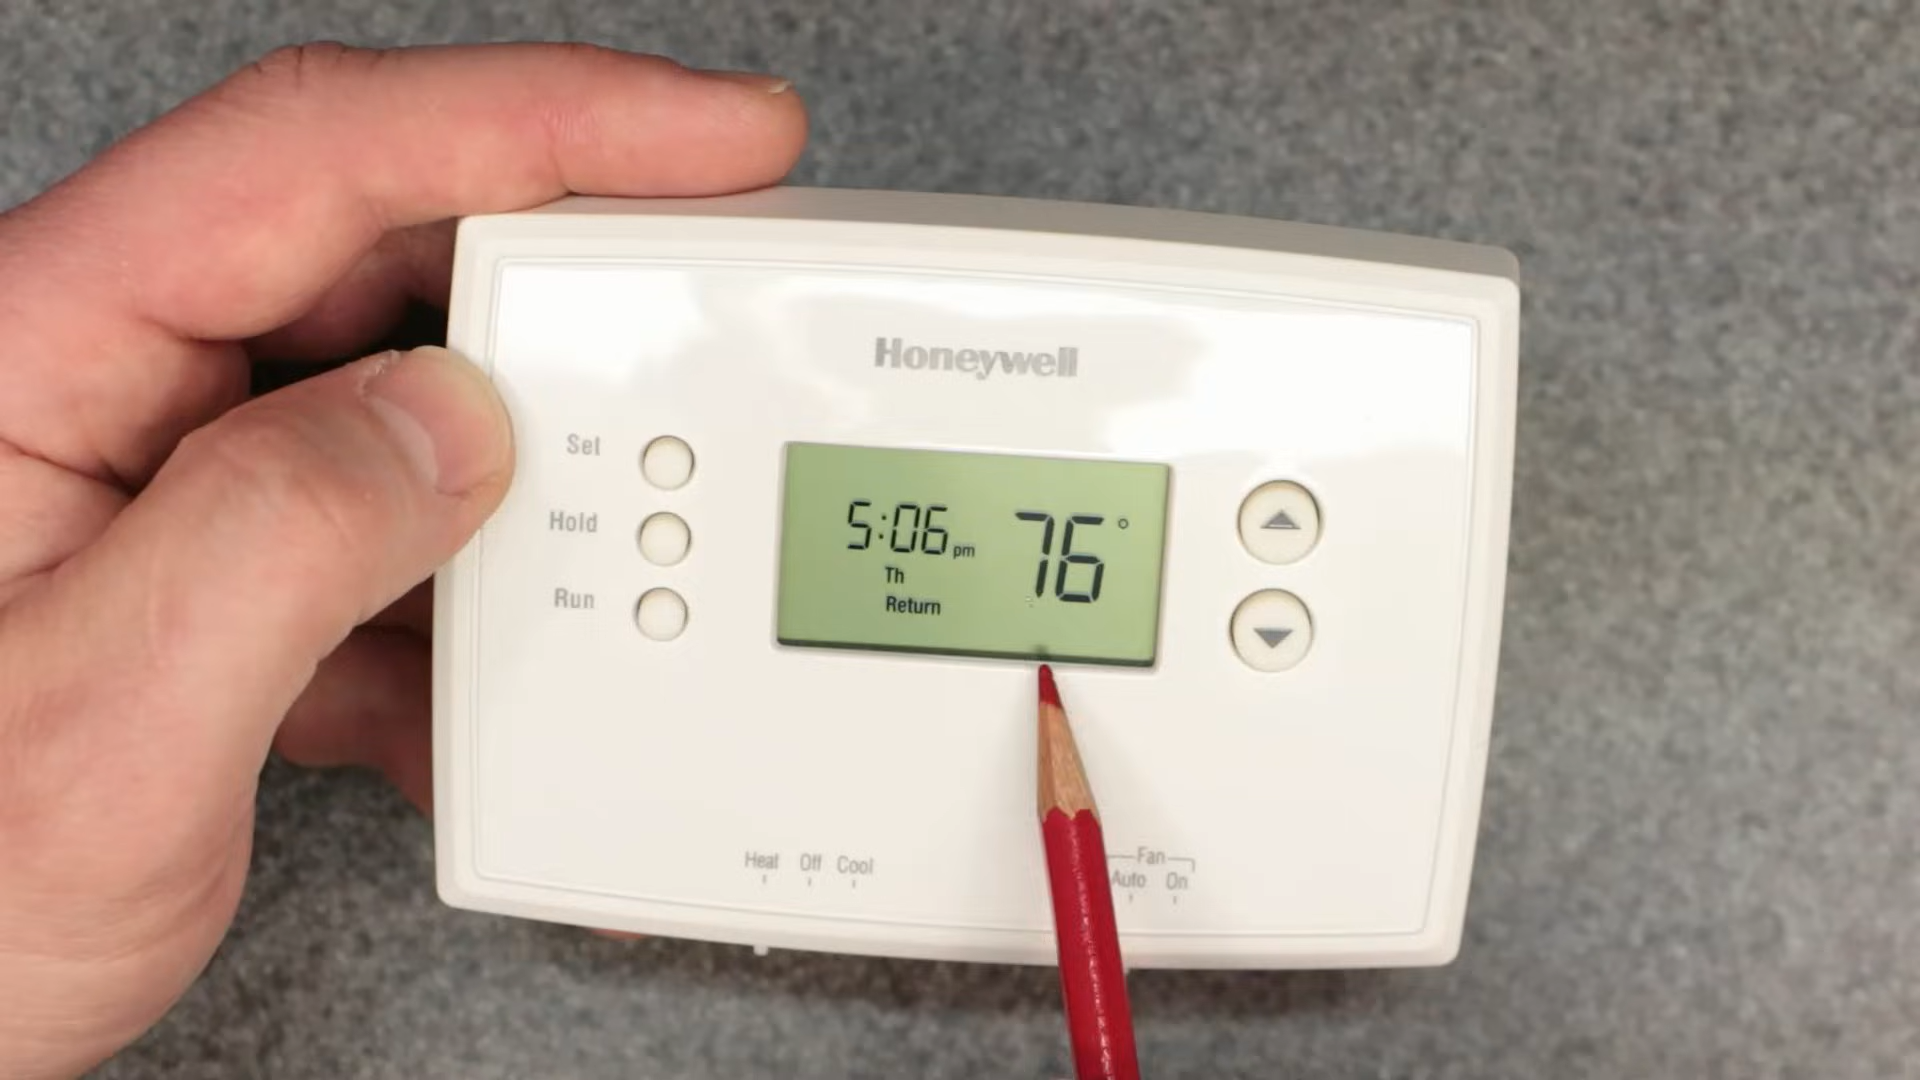 Honeywell
Set
Hold
Run
5:06 pm
76°
Th
Return
Heat Off Cool
Fan
Auto On